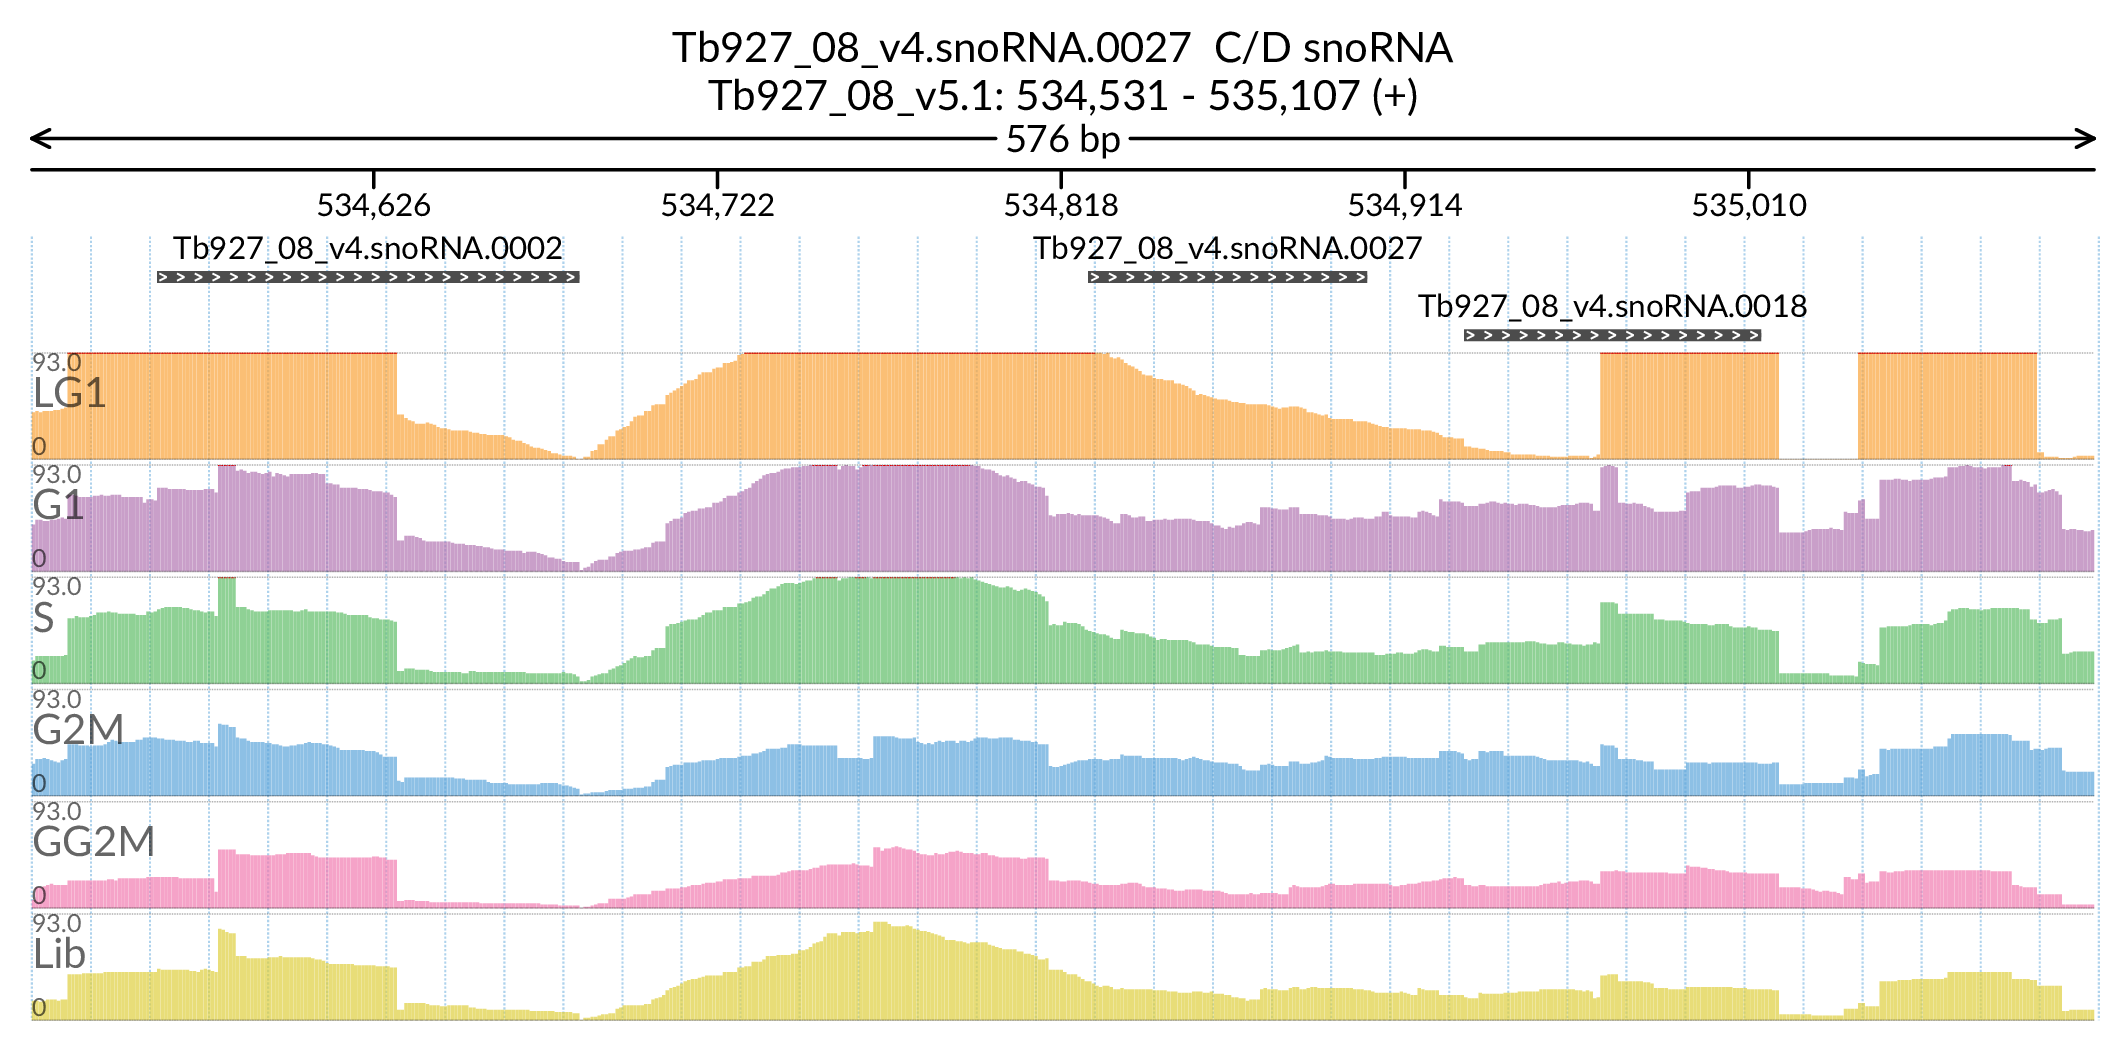 Tb927_08_v4.snoRNA.0027  C/D snoRNA
Tb927_08_v5.1: 534,531 - 535,107 (+)
576 bp
534,626 534,722 534,818 534,914 535,010
Tb927_08_v4.snoRNA.0002 Tb927_08_v4.snoRNA.0027
Tb927_08_v4.snoRNA.0018
93.0
LG1
0
93.0
G1
0
93.0
S
0
93.0
G2M
0
93.0
GG2M
0
93.0
Lib
0